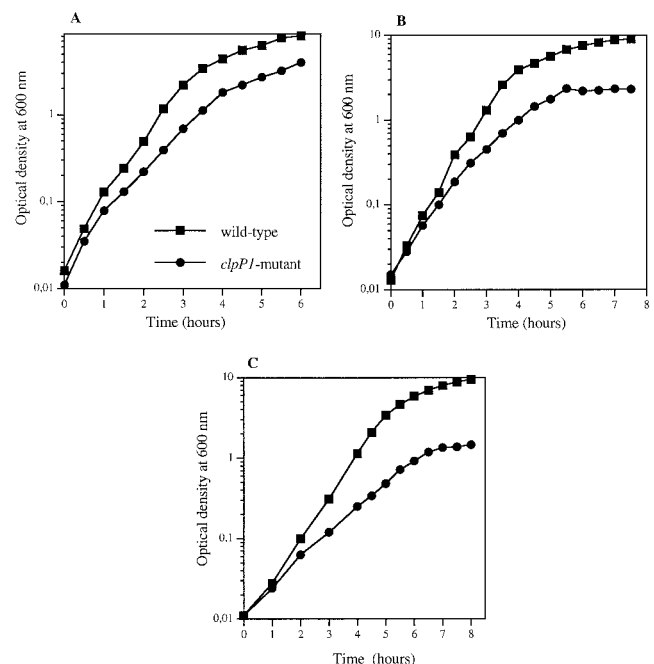 A
Optical density at 600 nm
1
0,1
0,01
wild-type
clpP1-mutant
0 1 2 3 4 5 6
Time (hours)
B
Optical density at 600 nm
10
1
0,1
0,01
0 1 2 3 4 5 6 7 8
Time (hours)
C
Optical density at 600 nm
10
1
0,1
0,01
0 1 2 3 4 5 6 7 8
Time (hours)